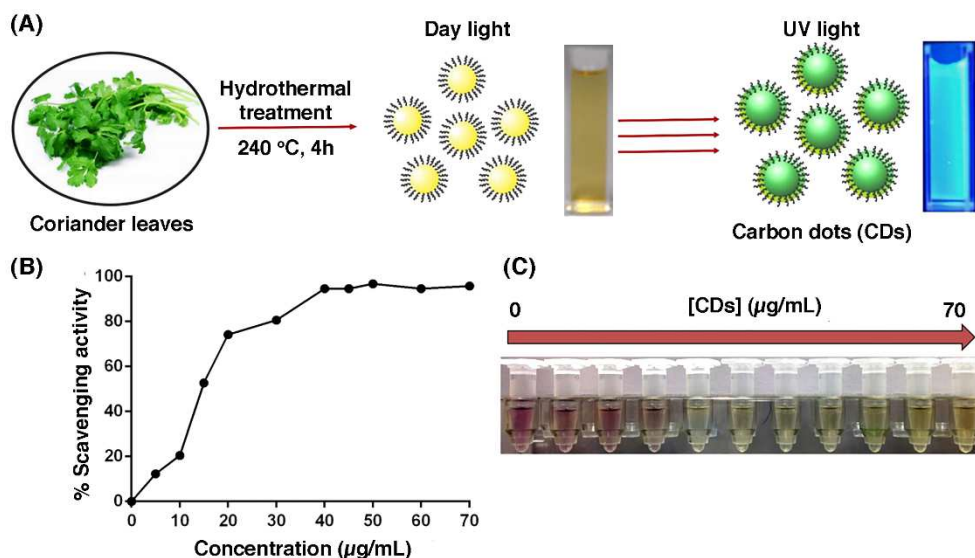 (A)
Coriander leaves
Hydrothermal
treatment
240 °C, 4h
Day light
UV light
Carbon dots (CDs)
(B)
% Scavenging activity
100
80
60
40
20
0
0 10 20 30 40 50 60 70
Concentration (µg/mL)
(C)
[CDs] (µg/mL)
0 70